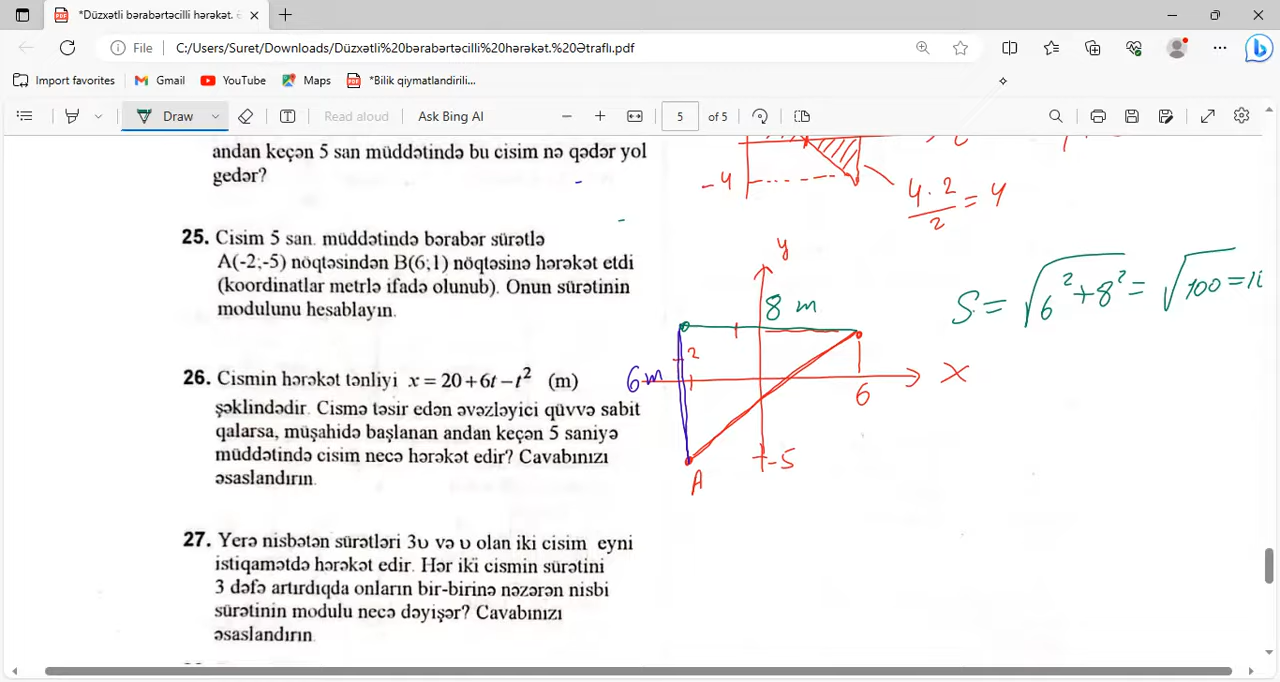 *Düzxətli bərabərtəcilli hərəkət. Ə
File C:/Users/Suret/Downloads/Düzxətli%20bərabərtəcilli%20hərəkət.%20Ətraflı.pdf
Import favorites Gmail YouTube Maps *Bilik qiymatlandirili...
Draw Read aloud Ask Bing AI 5 of 5
andan keçən 5 san müddətində bu cisim nə qədər yol
gedər?
-4
4 · 2 / 2 = 4
25. Cisim 5 san. müddətində bərabər sürətlə
A(-2;-5) nöqtəsindən B(6;1) nöqtəsinə hərəkət etdi
(koordinatlar metrlə ifadə olunub). Onun sürətinin
modulunu hesablayın.
y
8 m
S = √6² + 8² = √100 = 10
2
6m
x
6
-5
A
26. Cismin hərəkət tənliyi x = 20 + 6t – t² (m)
şəklindədir. Cismə təsir edən əvəzləyici qüvvə sabit
qalarsa, müşahidə başlanan andan keçən 5 saniyə
müddətində cisim necə hərəkət edir? Cavabınızı
əsaslandırın.
27. Yerə nisbətən sürətləri 3υ və υ olan iki cisim eyni
istiqamətdə hərəkət edir. Hər iki cismin sürətini
3 dəfə artırdıqda onların bir-birinə nəzərən nisbi
sürətinin modulu necə dəyişər? Cavabınızı
əsaslandırın.